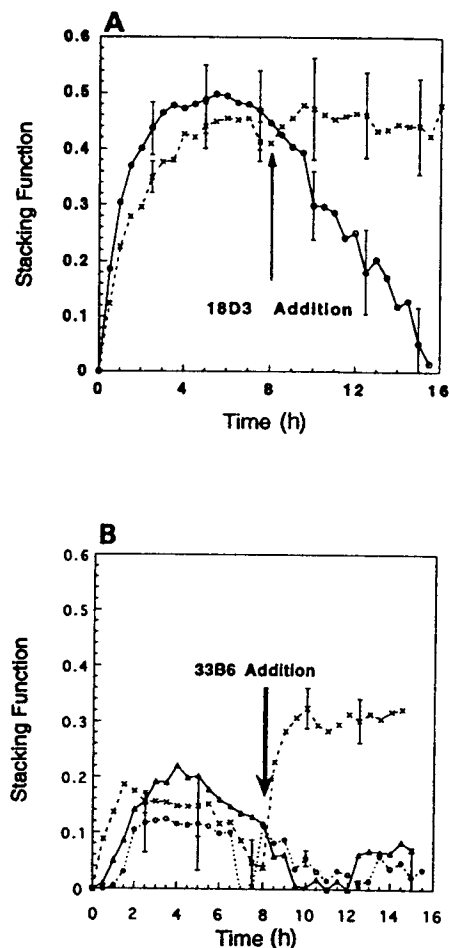 A
0.6
0.5
0.4
0.3
0.2
0.1
0
Stacking Function
18D3 Addition
0 4 8 12 16
Time (h)
B
0.6
0.5
0.4
0.3
0.2
0.1
0
Stacking Function
33B6 Addition
0 2 4 6 8 10 12 14 16
Time (h)